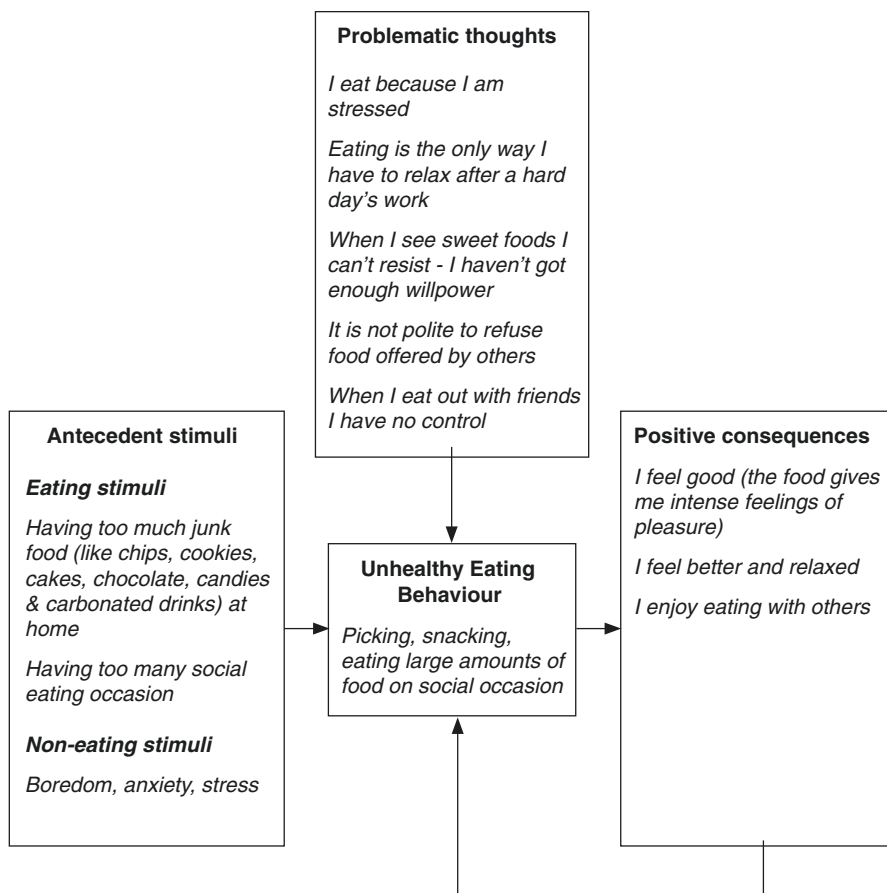 Problematic thoughts
I eat because I am
stressed
Eating is the only way I
have to relax after a hard
day's work
When I see sweet foods I
can't resist - I haven't got
enough willpower
It is not polite to refuse
food offered by others
When I eat out with friends
I have no control
Antecedent stimuli
Eating stimuli
Having too much junk
food (like chips, cookies,
cakes, chocolate, candies
& carbonated drinks) at
home
Having too many social
eating occasion
Non-eating stimuli
Boredom, anxiety, stress
Unhealthy Eating
Behaviour
Picking, snacking,
eating large amounts of
food on social occasion
Positive consequences
I feel good (the food gives
me intense feelings of
pleasure)
I feel better and relaxed
I enjoy eating with others